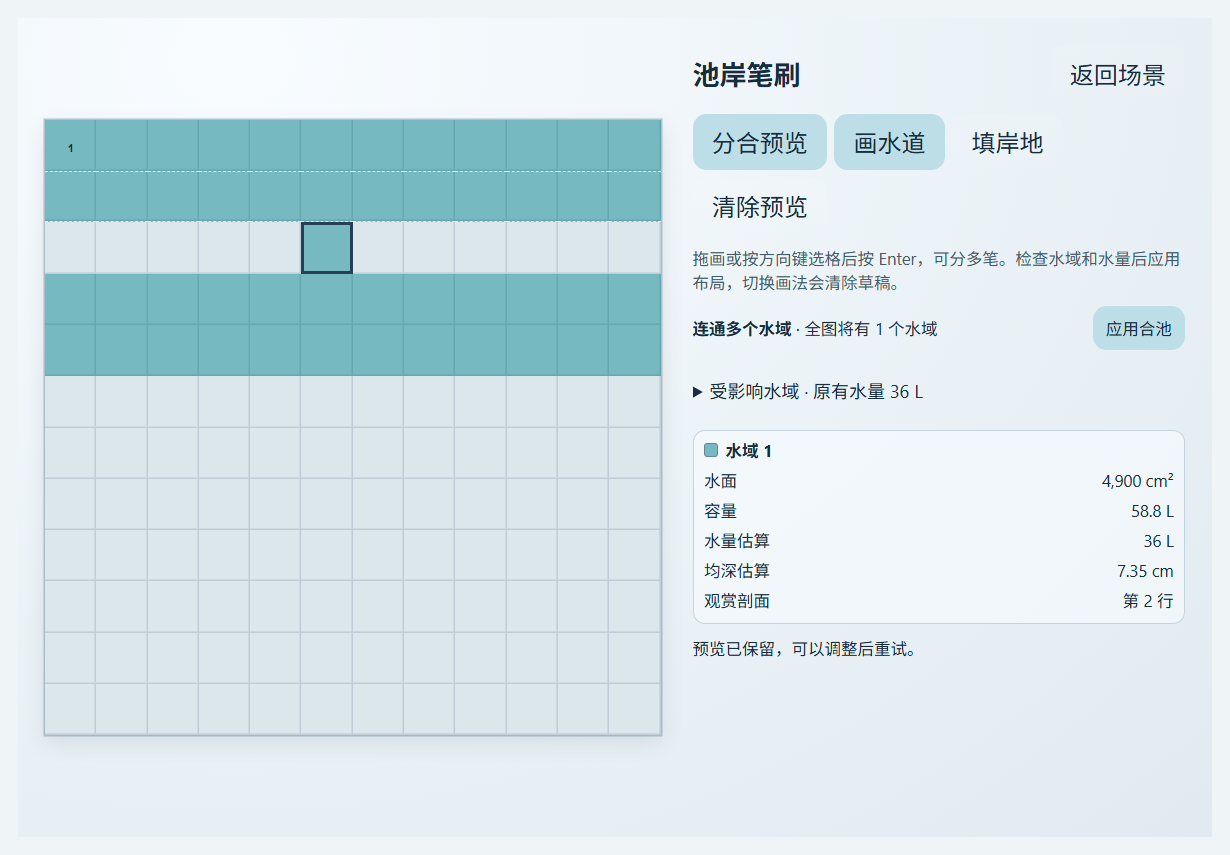 池岸笔刷
返回场景
分合预览
画水道
填岸地
清除预览
拖画或按方向键选格后按 Enter，可分多笔。检查水域和水量后应用
布局，切换画法会清除草稿。
连通多个水域 · 全图将有 1 个水域
应用合池
▶ 受影响水域 · 原有水量 36 L
水域 1
水面 4,900 cm²
容量 58.8 L
水量估算 36 L
均深估算 7.35 cm
观赏剖面 第 2 行
预览已保留，可以调整后重试。
1